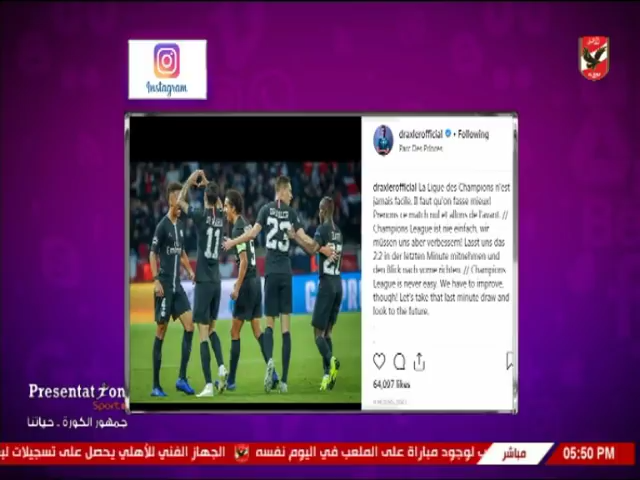 Instagram
draxlerofficial • Following
Parc Des Princes
draxlerofficial La Ligue des Champions n'est
jamais facile. Il faut qu'on fasse mieux!
Prenons ce match nul et allons de l'avant. //
Champions League ist nie einfach, wir
müssen uns aber verbessern! Lasst uns das
2:2 in der letzten Minute mitnehmen und
den Blick nach vorne richten. // Champions
League is never easy. We have to improve,
though! Let's take that last minute draw and
look to the future.
11
23
64,097 likes
Presentation
Sports
جمهور الكورة .. حياتنا
05:50 PM
مباشر
ب لوجود مباراة على الملعب في اليوم نفسه
الجهاز الفني للأهلي يحصل على تسجيلات لب